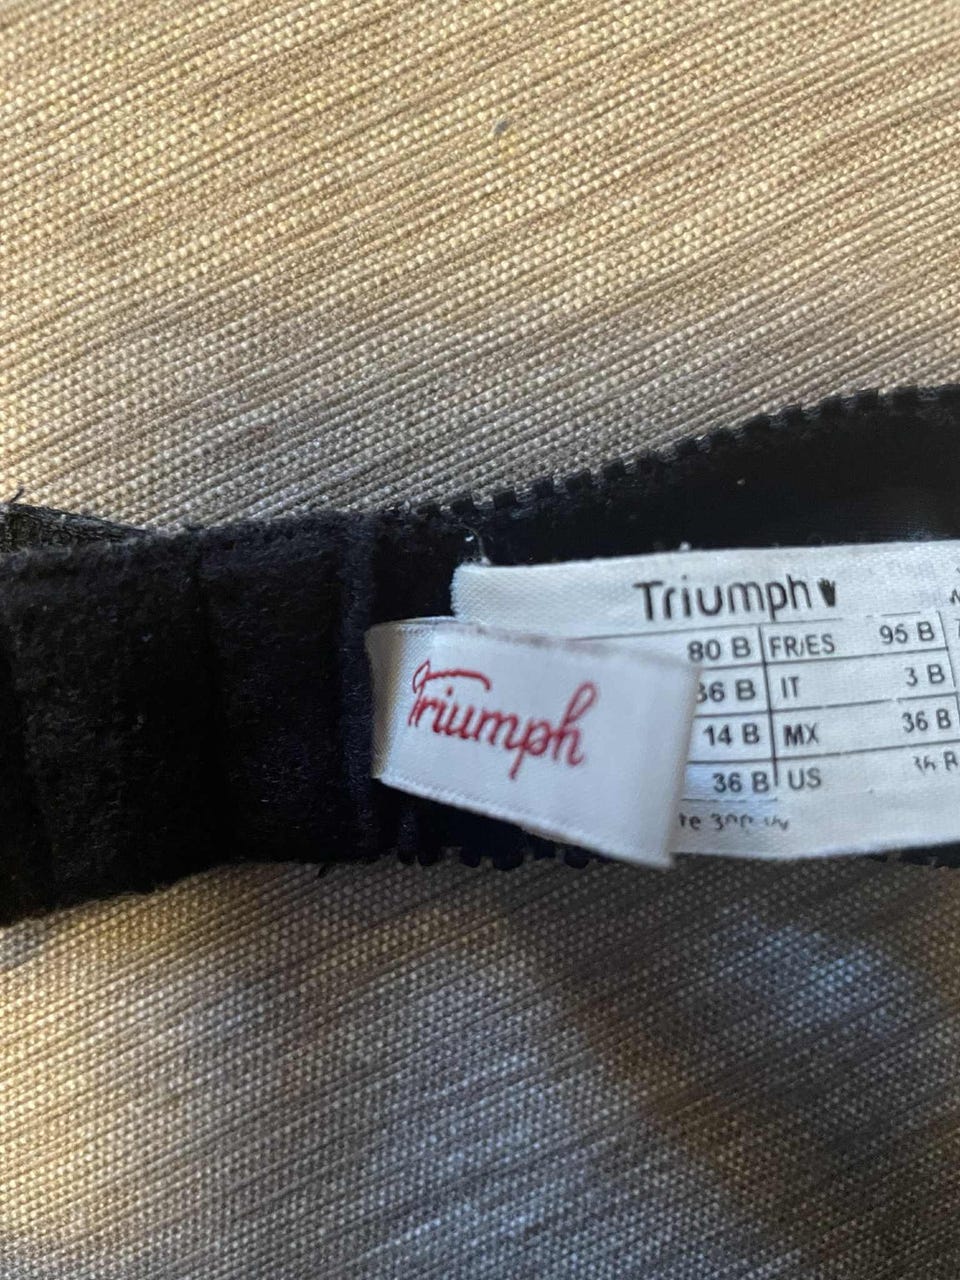 Triumph
Triumph
80 B FR/ES 95 B
36 B IT 3 B
14 B MX 36 B
36 B US